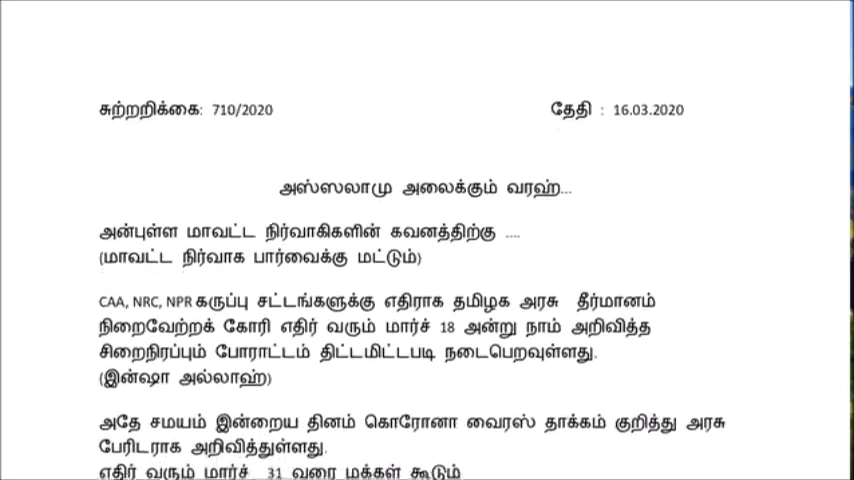 சுற்றறிக்கை: 710/2020 தேதி : 16.03.2020
அஸ்ஸலாமு அலைக்கும் வரஹ்...
அன்புள்ள மாவட்ட நிர்வாகிகளின் கவனத்திற்கு ....
(மாவட்ட நிர்வாக பார்வைக்கு மட்டும்)
CAA, NRC, NPR கருப்பு சட்டங்களுக்கு எதிராக தமிழக அரசு தீர்மானம்
நிறைவேற்றக் கோரி எதிர் வரும் மார்ச் 18 அன்று நாம் அறிவித்த
சிறைநிரப்பும் போராட்டம் திட்டமிட்டபடி நடைபெறவுள்ளது.
(இன்ஷா அல்லாஹ்)
அதே சமயம் இன்றைய தினம் கொரோனா வைரஸ் தாக்கம் குறித்து அரசு
பேரிடராக அறிவித்துள்ளது.
எதிர் வரும் மார்ச் 31 வரை மக்கள் கூடும்